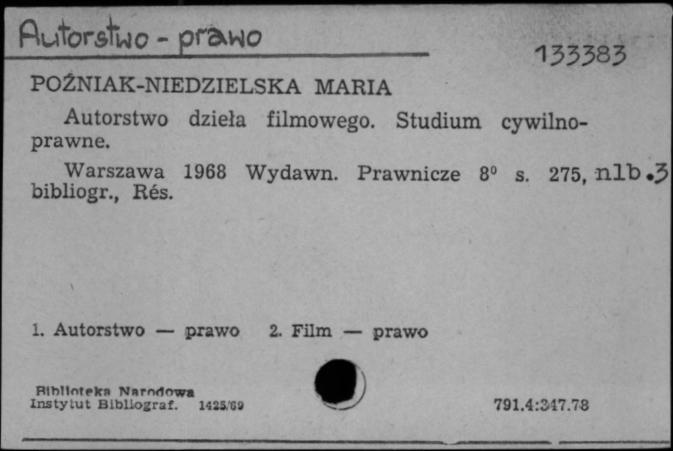 Autorstwo - prawo
133383
POŹNIAK-NIEDZIELSKA MARIA
Autorstwo dzieła filmowego. Studium cywilno-
prawne.
Warszawa 1968 Wydawn. Prawnicze 8⁰ s. 275, nlb.3
bibliogr., Rés.
1. Autorstwo — prawo 2. Film — prawo
Biblioteka Narodowa
Instytut Bibliograf. 1425/69
791.4:347.78